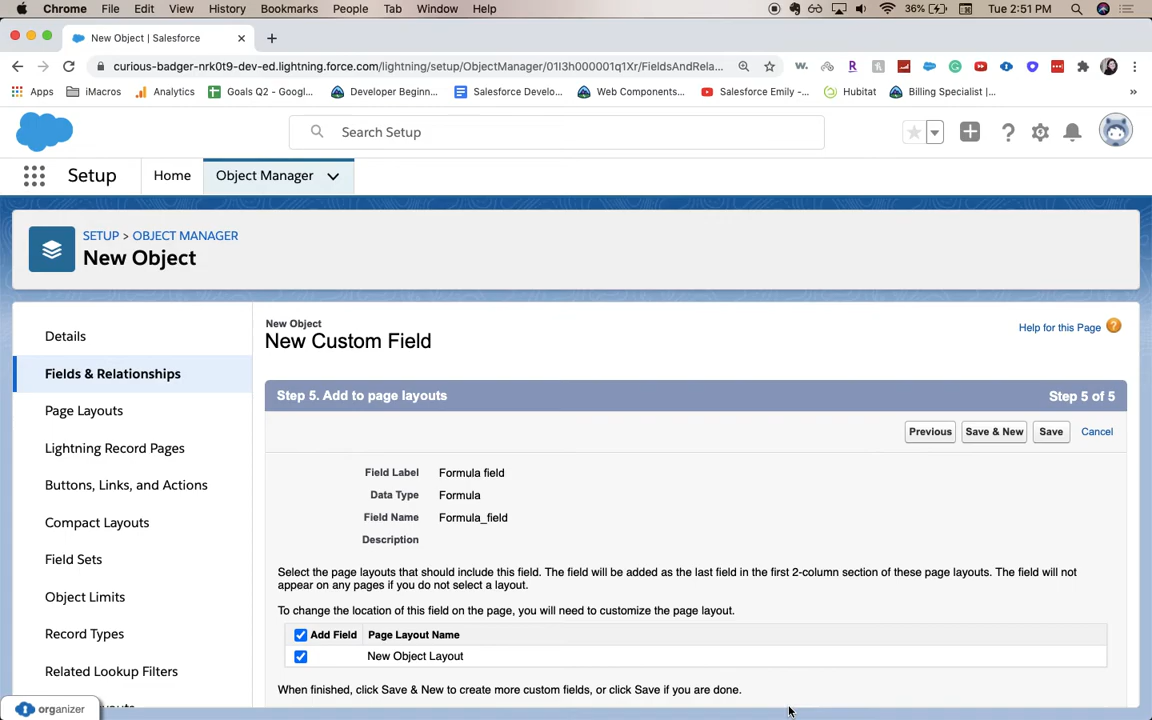 Chrome File Edit View History Bookmarks People Tab Window Help 36% Tue 2:51 PM
New Object | Salesforce
curious-badger-nrk0t9-dev-ed.lightning.force.com/lightning/setup/ObjectManager/01I3h000001q1Xr/FieldsAndRela...
Apps iMacros Analytics Goals Q2 - Googl... Developer Beginn... Salesforce Develo... Web Components... Salesforce Emily -... Hubitat Billing Specialist |... »
Search Setup
Setup Home Object Manager
SETUP > OBJECT MANAGER
New Object
Details
Fields & Relationships
Page Layouts
Lightning Record Pages
Buttons, Links, and Actions
Compact Layouts
Field Sets
Object Limits
Record Types
Related Lookup Filters
organizer
New Object
New Custom Field
Help for this Page ?
Step 5. Add to page layouts Step 5 of 5
Previous Save & New Save Cancel
Field Label Formula field
Data Type Formula
Field Name Formula_field
Description
Select the page layouts that should include this field. The field will be added as the last field in the first 2-column section of these page layouts. The field will not
appear on any pages if you do not select a layout.
To change the location of this field on the page, you will need to customize the page layout.
Add Field Page Layout Name
New Object Layout
When finished, click Save & New to create more custom fields, or click Save if you are done.